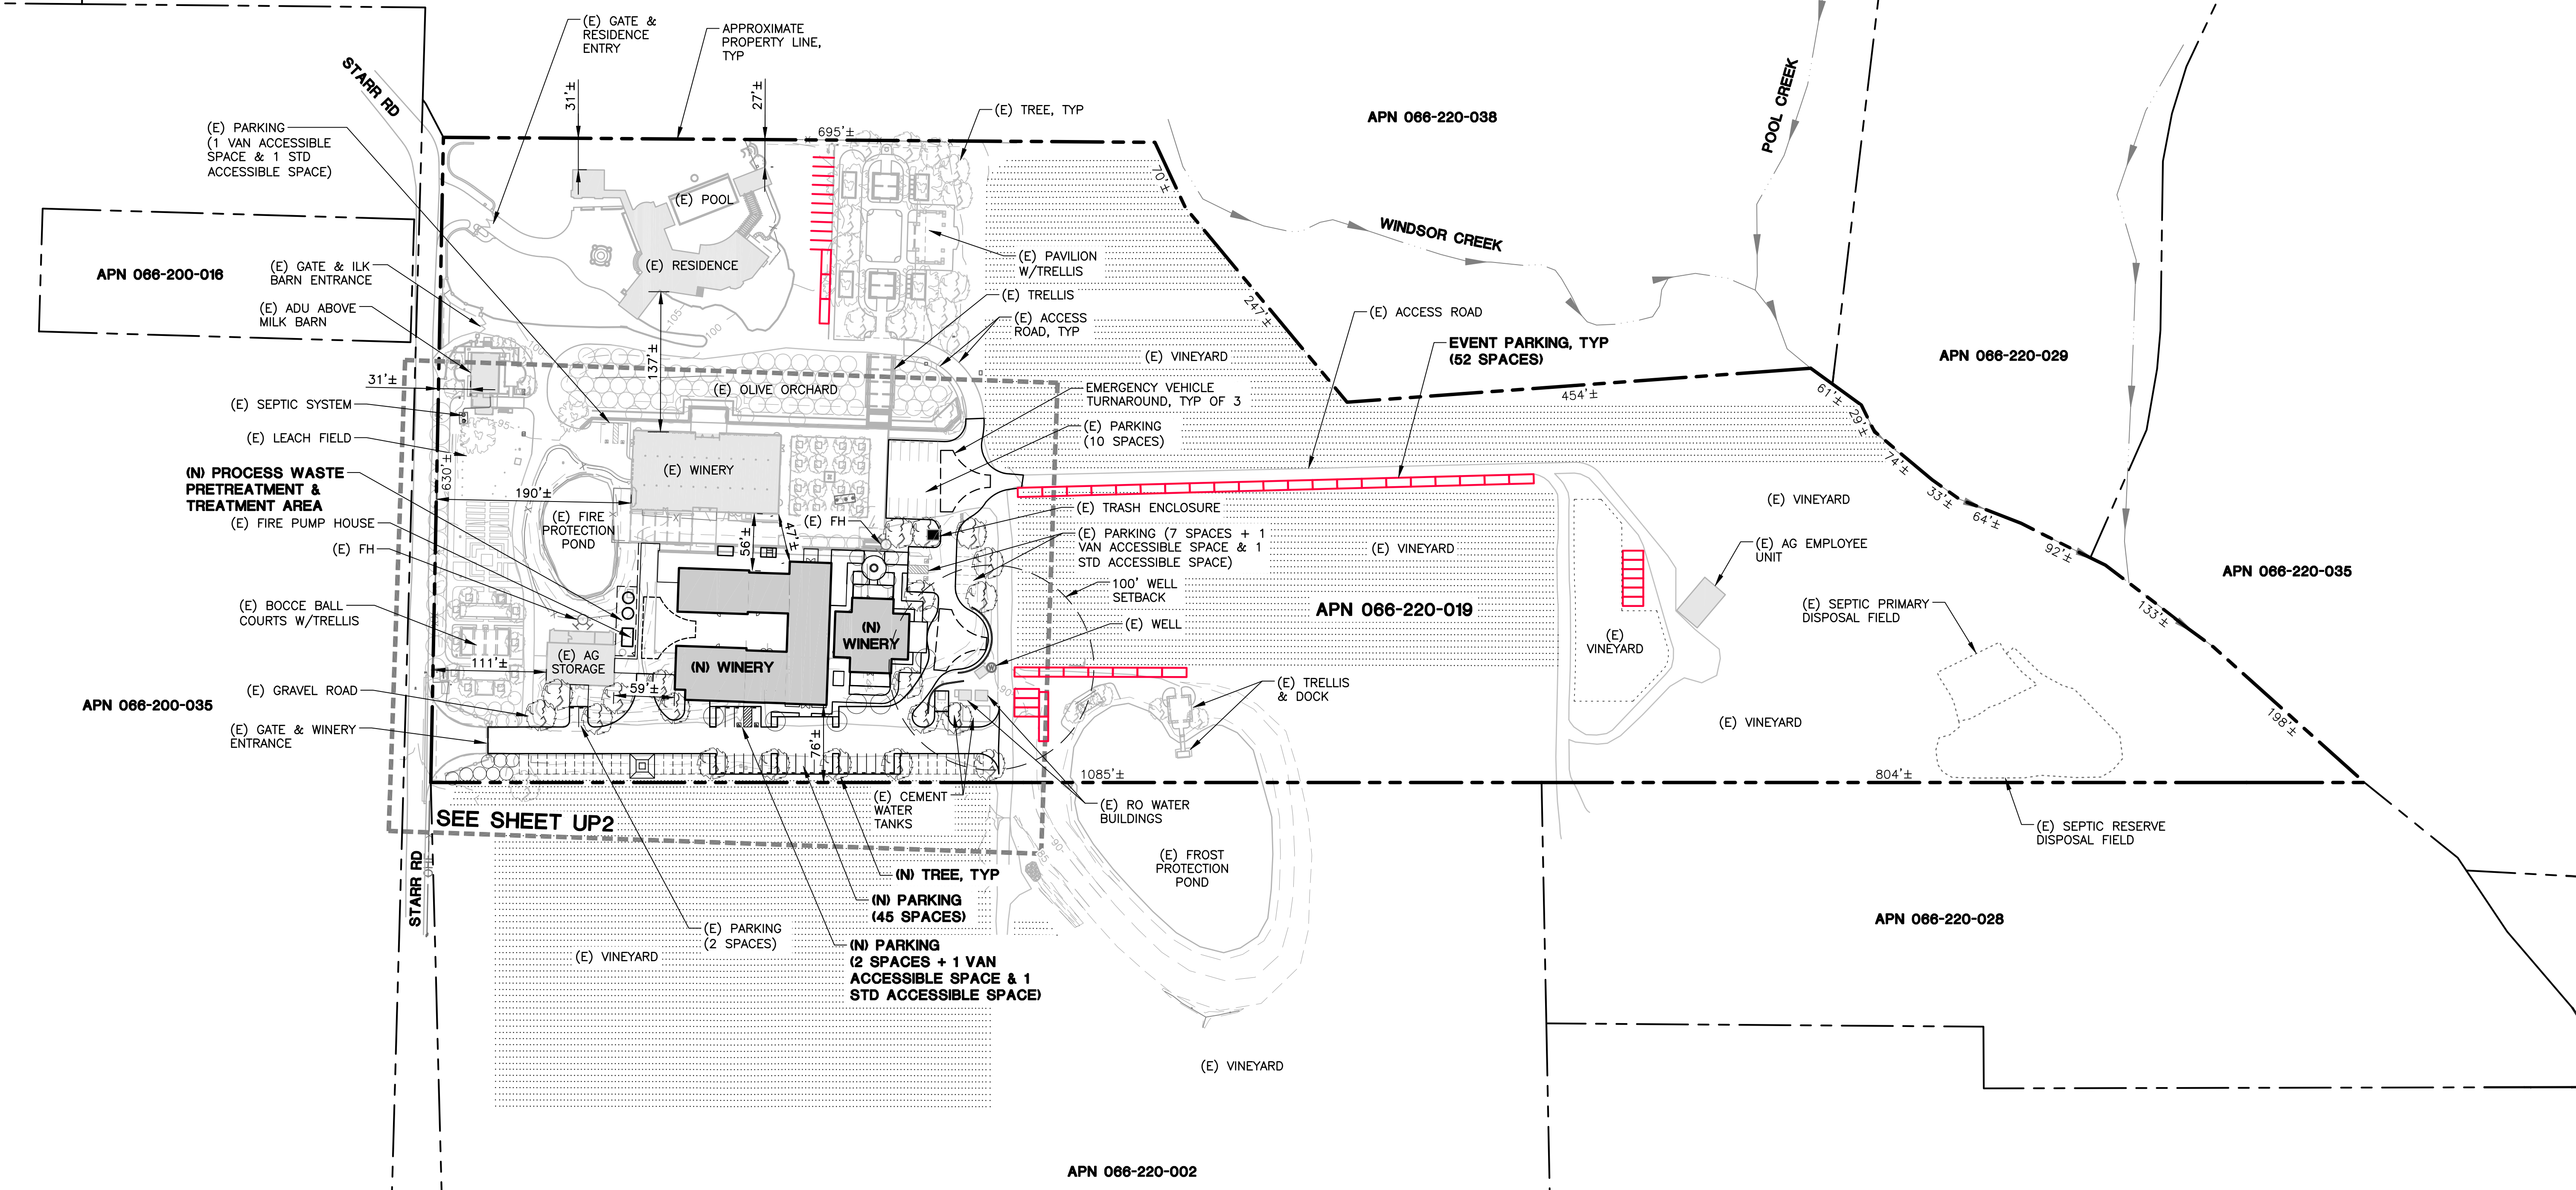 (E) GATE &
RESIDENCE
ENTRY
APPROXIMATE
PROPERTY LINE,
TYP
STARR RD
31'±
27'±
695'±
(E) TREE, TYP
APN 066-220-038
POOL CREEK
(E) PARKING
(1 VAN ACCESSIBLE
SPACE & 1 STD
ACCESSIBLE SPACE)
70'±
(E) POOL
WINDSOR CREEK
APN 066-200-016
(E) GATE & ILK
BARN ENTRANCE
(E) RESIDENCE
(E) PAVILION
W/TRELLIS
(E) ADU ABOVE
MILK BARN
105
100
100
(E) TRELLIS
247'±
(E) ACCESS
ROAD, TYP
(E) ACCESS ROAD
EVENT PARKING, TYP
(52 SPACES)
137'±
(E) VINEYARD
APN 066-220-029
31'±
(E) OLIVE ORCHARD
EMERGENCY VEHICLE
TURNAROUND, TYP OF 3
454'±
61'±
29'±
(E) SEPTIC SYSTEM
95
(E) PARKING
(10 SPACES)
(E) LEACH FIELD
630'±
(E) WINERY
74'±
(N) PROCESS WASTE
PRETREATMENT &
TREATMENT AREA
190'±
33'±
(E) VINEYARD
(E) TRASH ENCLOSURE
64'±
(E) FIRE PUMP HOUSE
(E) FIRE
PROTECTION
POND
(E) FH
56'±
47'±
(E) PARKING (7 SPACES + 1
VAN ACCESSIBLE SPACE & 1
STD ACCESSIBLE SPACE)
(E) VINEYARD
92'±
(E) FH
(E) AG EMPLOYEE
UNIT
APN 066-220-035
100' WELL
SETBACK
(E) BOCCE BALL
COURTS W/TRELLIS
APN 066-220-019
(E) SEPTIC PRIMARY
DISPOSAL FIELD
133'±
(E) WELL
W
(N)
WINERY
(E)
VINEYARD
111'±
(E) AG
STORAGE
(N) WINERY
(E) GRAVEL ROAD
59'±
90
(E) TRELLIS
& DOCK
APN 066-200-035
(E) VINEYARD
198'±
(E) GATE & WINERY
ENTRANCE
76'±
1085'±
804'±
(E) CEMENT
WATER
TANKS
(E) RO WATER
BUILDINGS
SEE SHEET UP2
(E) SEPTIC RESERVE
DISPOSAL FIELD
85
90
STARR RD
OHE
(E) FROST
PROTECTION
POND
(N) TREE, TYP
(N) PARKING
(45 SPACES)
APN 066-220-028
(E) PARKING
(2 SPACES)
(N) PARKING
(2 SPACES + 1 VAN
ACCESSIBLE SPACE & 1
STD ACCESSIBLE SPACE)
(E) VINEYARD
(E) VINEYARD
APN 066-220-002